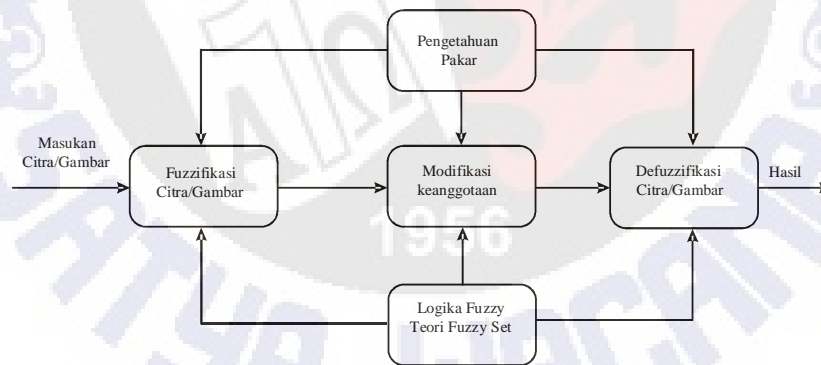 Pengetahuan
Pakar
Masukan
Citra/Gambar
Fuzzifikasi
Citra/Gambar
Modifikasi
keanggotaan
Defuzzifikasi
Citra/Gambar
Hasil
1956
Logika Fuzzy
Teori Fuzzy Set